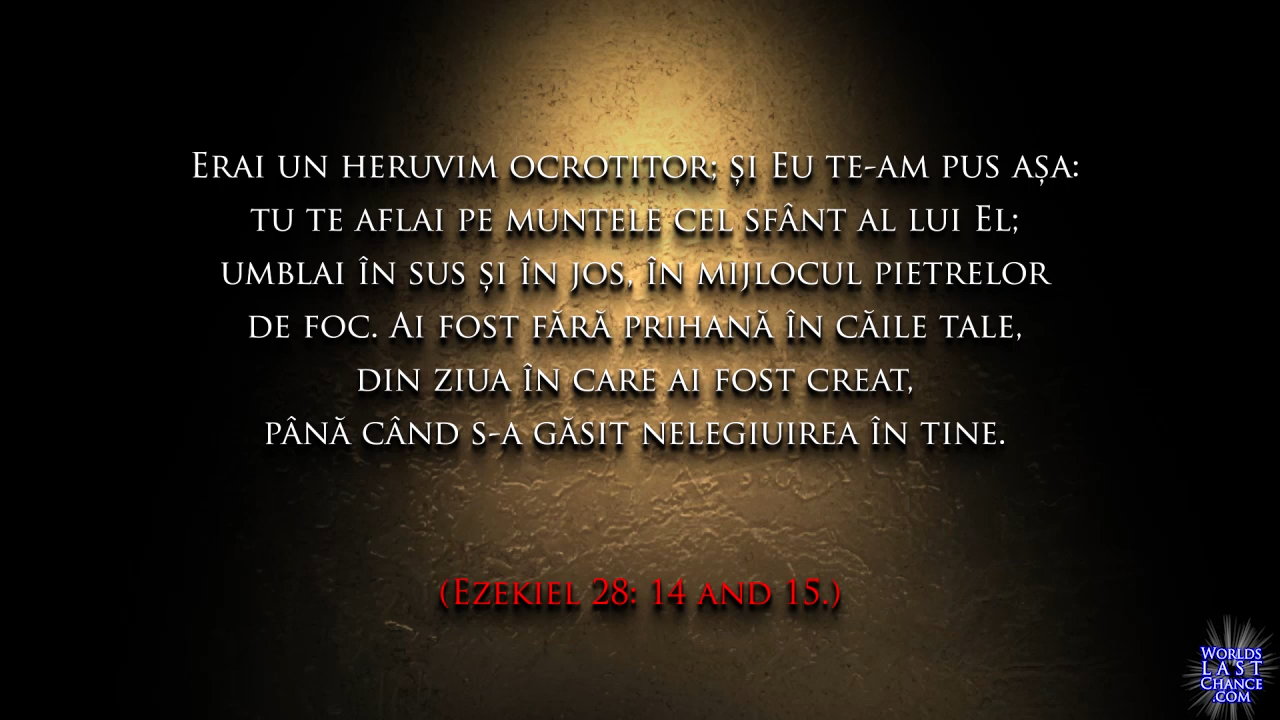 Erai un heruvim ocrotitor; și Eu te-am pus așa:
tu te aflai pe muntele cel sfânt al lui El;
umblai în sus și în jos, în mijlocul pietrelor
de foc. Ai fost fără prihană în căile tale,
din ziua în care ai fost creat,
până când s-a găsit nelegiuirea în tine.
(Ezekiel 28: 14 and 15.)
Worlds
Last
Chance
.com